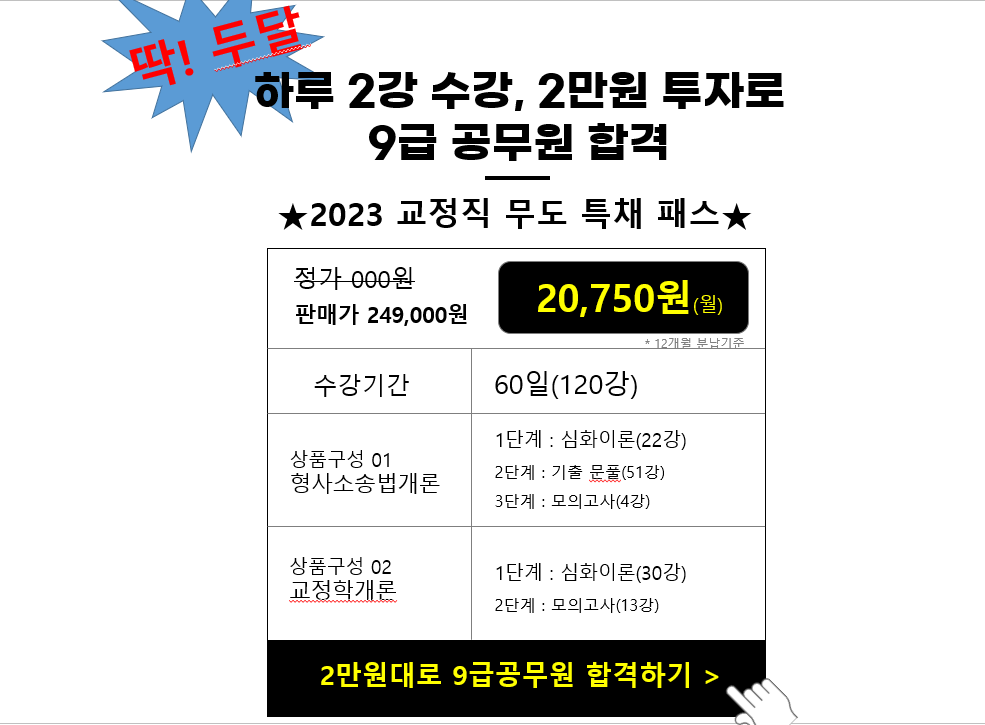 딱! 두달
하루 2강 수강, 2만원 투자로
9급 공무원 합격
★2023 교정직 무도 특채 패스★
정가 000원
판매가 249,000원
20,750원(월)
* 12개월 분납기준
수강기간
60일(120강)
상품구성 01
형사소송법개론
1단계 : 심화이론(22강)
2단계 : 기출 문풀(51강)
3단계 : 모의고사(4강)
상품구성 02
교정학개론
1단계 : 심화이론(30강)
2단계 : 모의고사(13강)
2만원대로 9급공무원 합격하기 >